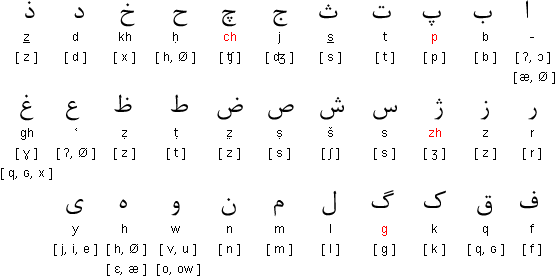 ا ب پ ت ث ج چ ح خ د ذ
z̲ d kh ḥ ch j s̲ t p b –
[ z ] [ d ] [ x ] [ h, Ø ] [ ʧ ] [ ʤ ] [ s ] [ t ] [ p ] [ b ] [ ʔ, ɔ ]
[ æ, Ø ]
ر ز ژ س ش ص ض ط ظ ع غ
gh ʿ ẓ ṭ z̤ ṣ š s zh z r
[ ɣ ] [ ʔ, Ø ] [ z ] [ t ] [ z ] [ s ] [ ʃ ] [ s ] [ ʒ ] [ z ] [ r ]
[ q, ɢ, x ]
ف ق ک گ ل م ن و ه ی
y h w n m l g k q f
[ j, i, e ] [ h, Ø ] [ v, u ] [ n ] [ m ] [ l ] [ g ] [ k ] [ q, ɢ ] [ f ]
[ ɛ, æ ] [ o, ow ]